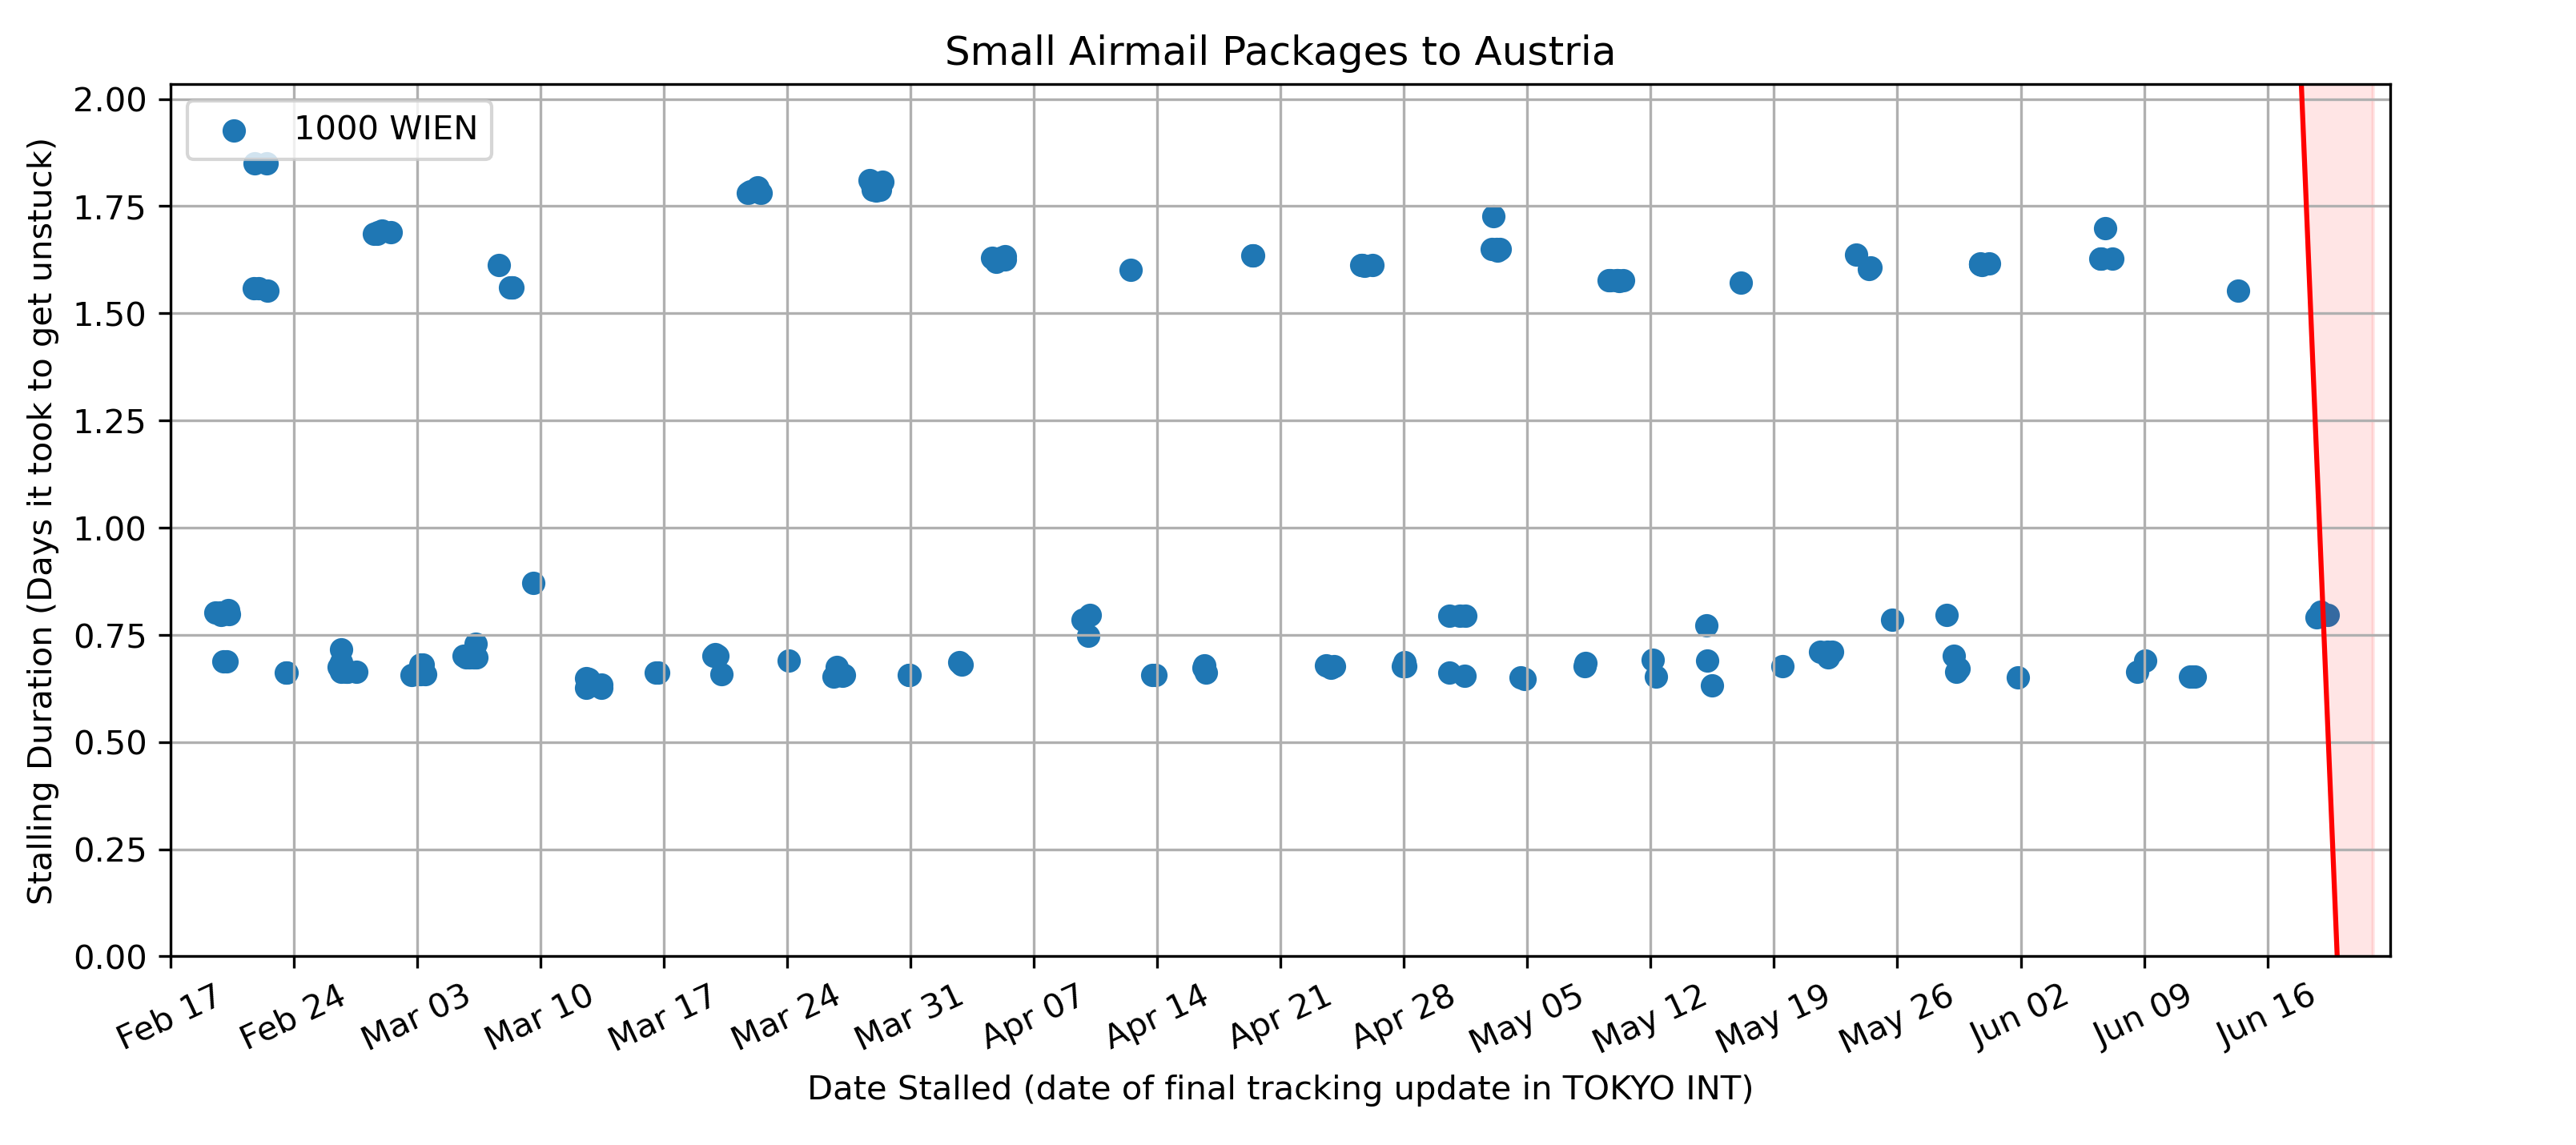 Small Airmail Packages to Austria
1000 WIEN
Stalling Duration (Days it took to get unstuck)
2.00
1.75
1.50
1.25
1.00
0.75
0.50
0.25
0.00
Feb 17
Feb 24
Mar 03
Mar 10
Mar 17
Mar 24
Mar 31
Apr 07
Apr 14
Apr 21
Apr 28
May 05
May 12
May 19
May 26
Jun 02
Jun 09
Jun 16
Date Stalled (date of final tracking update in TOKYO INT)